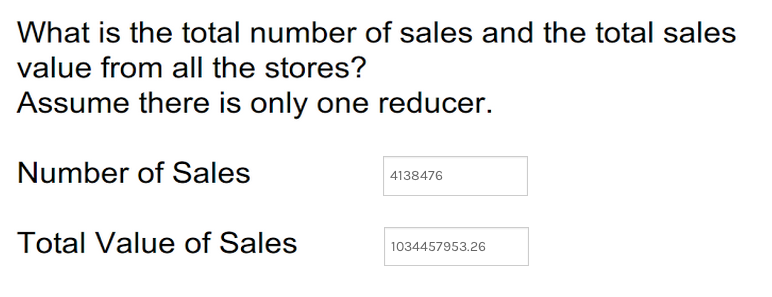 What is the total number of sales and the total sales
value from all the stores?
Assume there is only one reducer.
Number of Sales 4138476
Total Value of Sales 1034457953.26